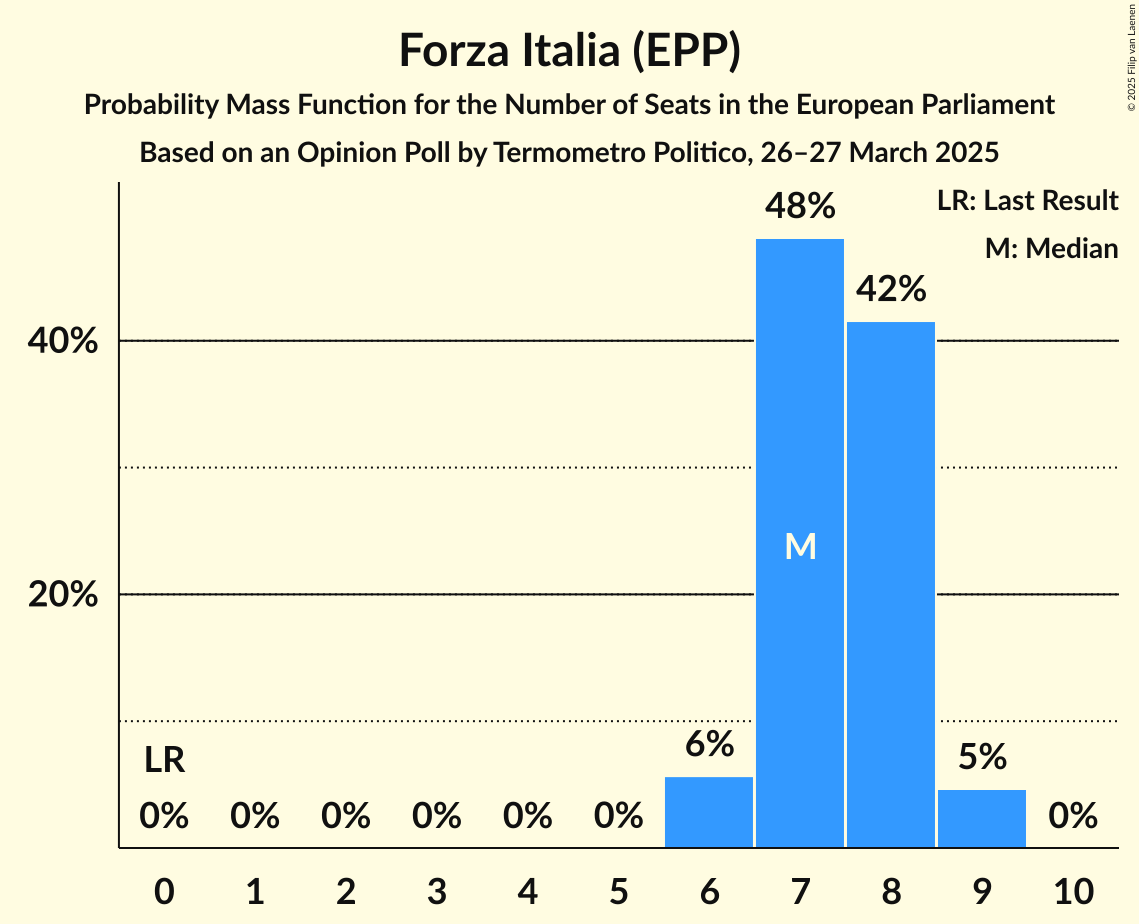 Forza Italia (EPP)
Probability Mass Function for the Number of Seats in the European Parliament
Based on an Opinion Poll by Termometro Politico, 26–27 March 2025
© 2025 Filip van Laenen
LR: Last Result
M: Median
48%
42%
40%
M
20%
6%
5%
LR
0% 0% 0% 0% 0% 0% 0%
0 1 2 3 4 5 6 7 8 9 10